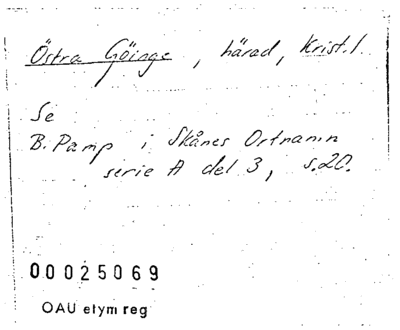 Östra Göinge, härad, Krist.l.
Se
B. Pamp i Skånes Ortnamn
serie A del 3, s.20.
00025069
OAU etym reg